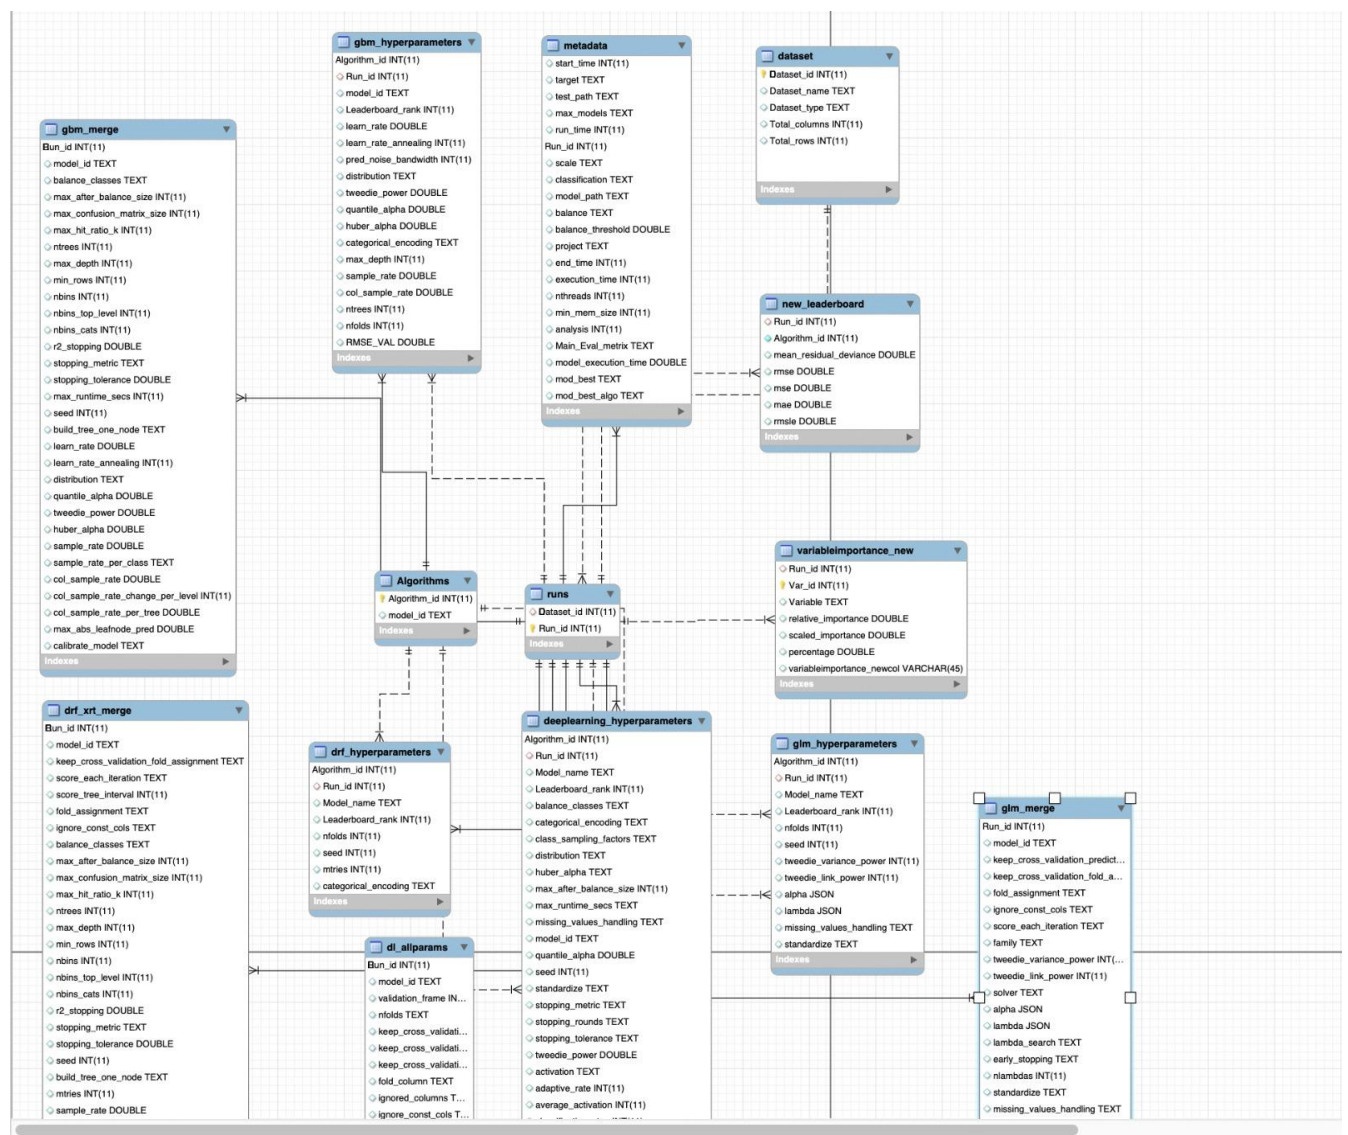 gbm_hyperparameters
Algorithm_id INT(11)
Run_id INT(11)
model_id TEXT
Leaderboard_rank INT(11)
learn_rate DOUBLE
learn_rate_annealing INT(11)
pred_noise_bandwidth INT(11)
distribution TEXT
tweedie_power DOUBLE
quantile_alpha DOUBLE
huber_alpha DOUBLE
categorical_encoding TEXT
max_depth INT(11)
sample_rate DOUBLE
col_sample_rate DOUBLE
ntrees INT(11)
nfolds INT(11)
RMSE_VAL DOUBLE
Indexes
metadata
start_time INT(11)
target TEXT
test_path TEXT
max_models TEXT
run_time INT(11)
Run_id INT(11)
scale TEXT
classification TEXT
model_path TEXT
balance TEXT
balance_threshold DOUBLE
project TEXT
end_time INT(11)
execution_time INT(11)
nthreads INT(11)
min_mem_size INT(11)
analysis INT(11)
Main_Eval_metrix TEXT
model_execution_time DOUBLE
mod_best TEXT
mod_best_algo TEXT
Indexes
dataset
Dataset_id INT(11)
Dataset_name TEXT
Dataset_type TEXT
Total_columns INT(11)
Total_rows INT(11)
Indexes
gbm_merge
Run_id INT(11)
model_id TEXT
balance_classes TEXT
max_after_balance_size INT(11)
max_confusion_matrix_size INT(11)
max_hit_ratio_k INT(11)
ntrees INT(11)
max_depth INT(11)
min_rows INT(11)
nbins INT(11)
nbins_top_level INT(11)
nbins_cats INT(11)
r2_stopping DOUBLE
stopping_metric TEXT
stopping_tolerance DOUBLE
max_runtime_secs INT(11)
seed INT(11)
build_tree_one_node TEXT
learn_rate DOUBLE
learn_rate_annealing INT(11)
distribution TEXT
quantile_alpha DOUBLE
tweedie_power DOUBLE
huber_alpha DOUBLE
sample_rate DOUBLE
sample_rate_per_class TEXT
col_sample_rate DOUBLE
col_sample_rate_change_per_level INT(11)
col_sample_rate_per_tree DOUBLE
max_abs_leafnode_pred DOUBLE
calibrate_model TEXT
Indexes
new_leaderboard
Run_id INT(11)
Algorithm_id INT(11)
mean_residual_deviance DOUBLE
rmse DOUBLE
mse DOUBLE
mae DOUBLE
rmsle DOUBLE
Indexes
variableimportance_new
Run_id INT(11)
Var_id INT(11)
Variable TEXT
relative_importance DOUBLE
scaled_importance DOUBLE
percentage DOUBLE
variableimportance_newcol VARCHAR(45)
Indexes
Algorithms
Algorithm_id INT(11)
model_id TEXT
Indexes
runs
Dataset_id INT(11)
Run_id INT(11)
Indexes
drf_xrt_merge
Run_id INT(11)
model_id TEXT
keep_cross_validation_fold_assignment TEXT
score_each_iteration TEXT
score_tree_interval INT(11)
fold_assignment TEXT
ignore_const_cols TEXT
balance_classes TEXT
max_after_balance_size INT(11)
max_confusion_matrix_size INT(11)
max_hit_ratio_k INT(11)
ntrees INT(11)
max_depth INT(11)
min_rows INT(11)
nbins INT(11)
nbins_top_level INT(11)
nbins_cats INT(11)
r2_stopping DOUBLE
stopping_metric TEXT
stopping_tolerance DOUBLE
seed INT(11)
build_tree_one_node TEXT
mtries INT(11)
sample_rate DOUBLE
drf_hyperparameters
Algorithm_id INT(11)
Run_id INT(11)
Model_name TEXT
Leaderboard_rank INT(11)
nfolds INT(11)
seed INT(11)
mtries INT(11)
categorical_encoding TEXT
Indexes
dl_allparams
Run_id INT(11)
model_id TEXT
validation_frame IN...
nfolds TEXT
keep_cross_validati...
keep_cross_validati...
keep_cross_validati...
fold_column TEXT
ignored_columns T...
ignore_const_cols T...
deeplearning_hyperparameters
Algorithm_id INT(11)
Run_id INT(11)
Model_name TEXT
Leaderboard_rank INT(11)
balance_classes TEXT
categorical_encoding TEXT
class_sampling_factors TEXT
distribution TEXT
huber_alpha TEXT
max_after_balance_size INT(11)
max_runtime_secs TEXT
missing_values_handling TEXT
model_id TEXT
quantile_alpha DOUBLE
seed INT(11)
standardize TEXT
stopping_metric TEXT
stopping_rounds TEXT
stopping_tolerance TEXT
tweedie_power DOUBLE
activation TEXT
adaptive_rate INT(11)
average_activation INT(11)
glm_hyperparameters
Algorithm_id INT(11)
Run_id INT(11)
Model_name TEXT
Leaderboard_rank INT(11)
nfolds INT(11)
seed INT(11)
tweedie_variance_power INT(11)
tweedie_link_power INT(11)
alpha JSON
lambda JSON
missing_values_handling TEXT
standardize TEXT
Indexes
glm_merge
Run_id INT(11)
model_id TEXT
keep_cross_validation_predict...
keep_cross_validation_fold_a...
fold_assignment TEXT
ignore_const_cols TEXT
score_each_iteration TEXT
family TEXT
tweedie_variance_power INT(...
tweedie_link_power INT(11)
solver TEXT
alpha JSON
lambda JSON
lambda_search TEXT
early_stopping TEXT
nlambdas INT(11)
standardize TEXT
missing_values_handling TEXT